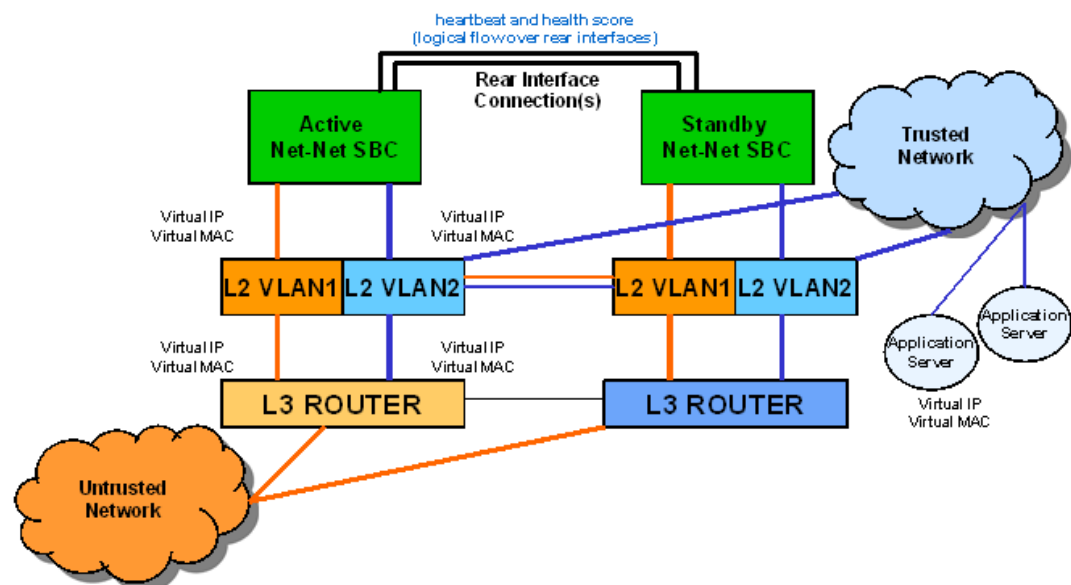 heartbeat and health score
(logical flowover rear interfaces)
Rear Interface
Connection(s)
Active
Net-Net SBC
Standby
Net-Net SBC
Trusted
Network
Virtual IP
Virtual MAC
Virtual IP
Virtual MAC
L2 VLAN1
L2 VLAN2
L2 VLAN1
L2 VLAN2
Application
Server
Application
Server
Virtual IP
Virtual MAC
Virtual IP
Virtual MAC
L3 ROUTER
L3 ROUTER
Virtual IP
Virtual MAC
Untrusted
Network